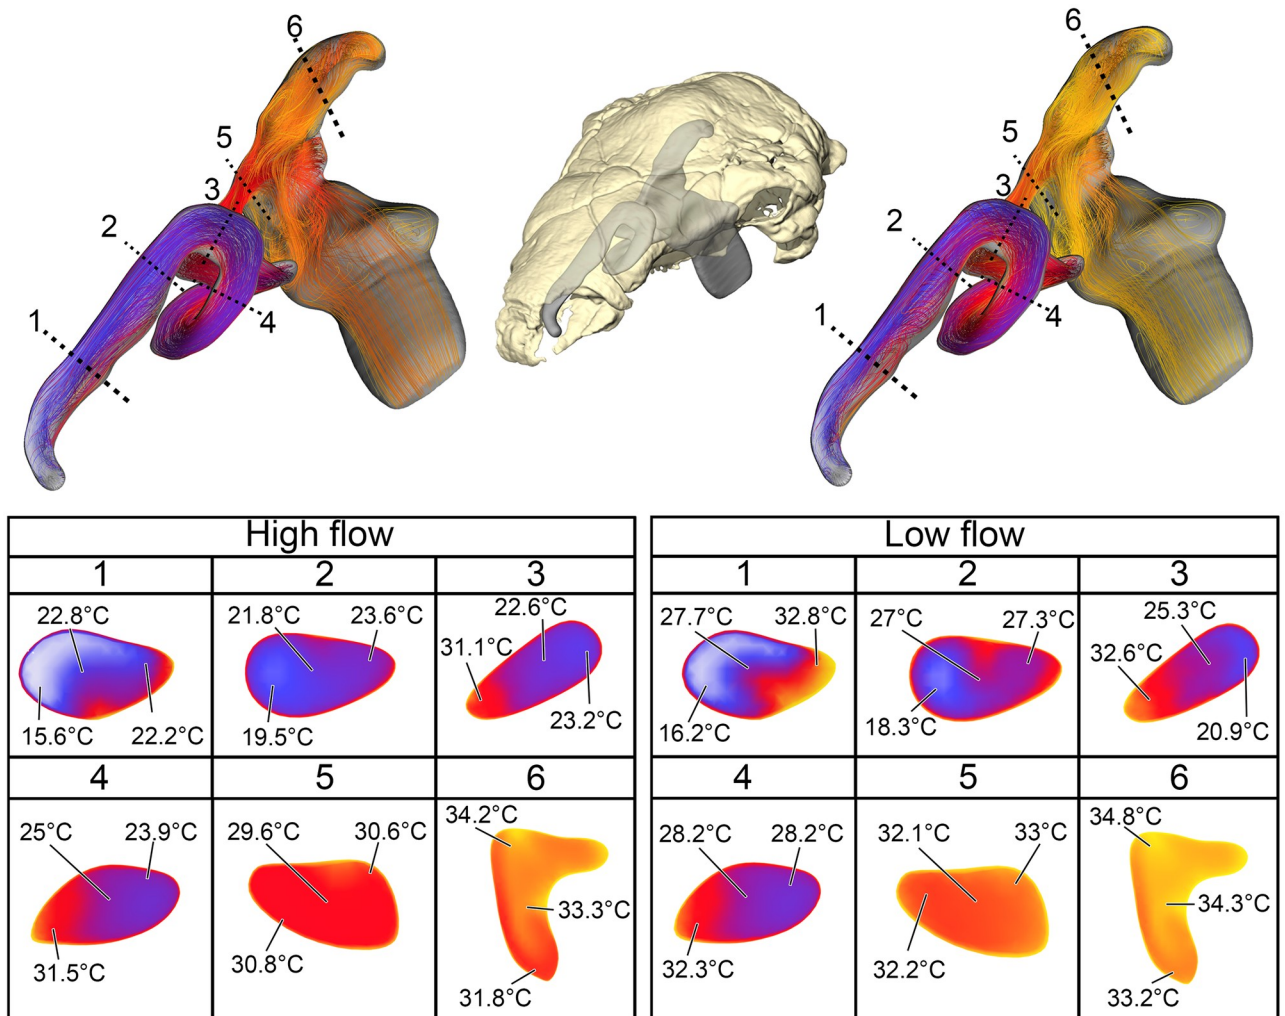 6
5
3
2
4
1
6
5
3
2
4
1
High flow
1 2 3
22.8°C 21.8°C 23.6°C 22.6°C
31.1°C
15.6°C 22.2°C 19.5°C 23.2°C
4 5 6
25°C 23.9°C 29.6°C 30.6°C 34.2°C
33.3°C
31.5°C 30.8°C 31.8°C
Low flow
1 2 3
27.7°C 32.8°C 27°C 27.3°C 25.3°C
32.6°C
16.2°C 18.3°C 20.9°C
4 5 6
28.2°C 28.2°C 32.1°C 33°C 34.8°C
34.3°C
32.3°C 32.2°C 33.2°C